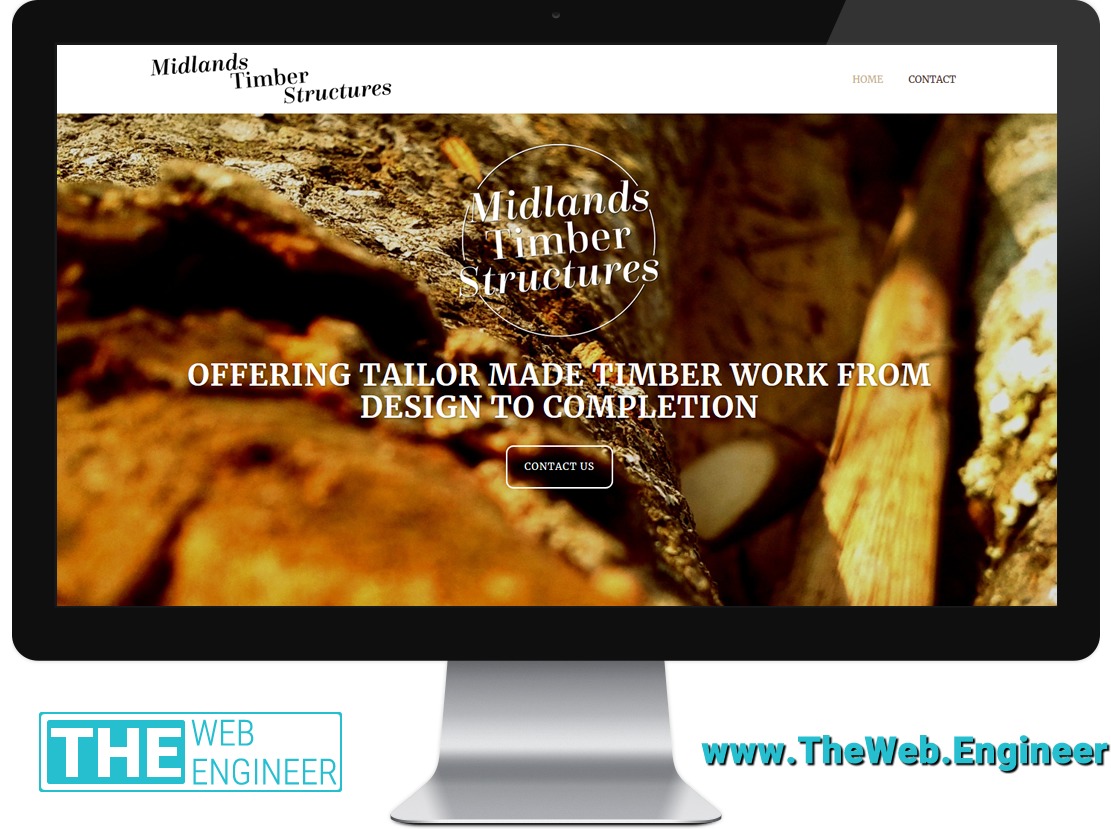 Midlands
Timber
Structures
HOME CONTACT
Midlands
Timber
Structures
OFFERING TAILOR MADE TIMBER WORK FROM
DESIGN TO COMPLETION
CONTACT US
THE WEB
ENGINEER
www.TheWeb.Engineer